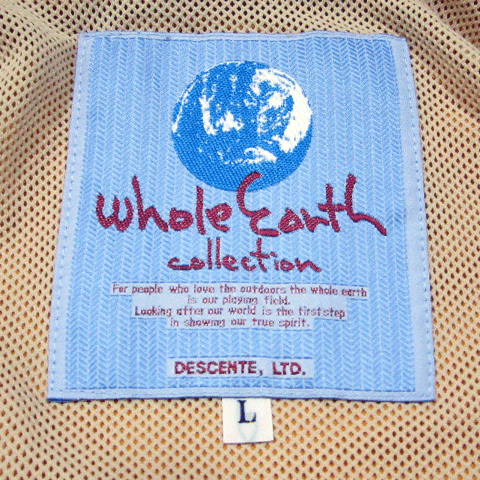 whole Earth
collection
For people who love the outdoors the whole earth
is our playing field.
Looking after our world is the first step
in showing our true spirit.
DESCENTE, LTD.
L